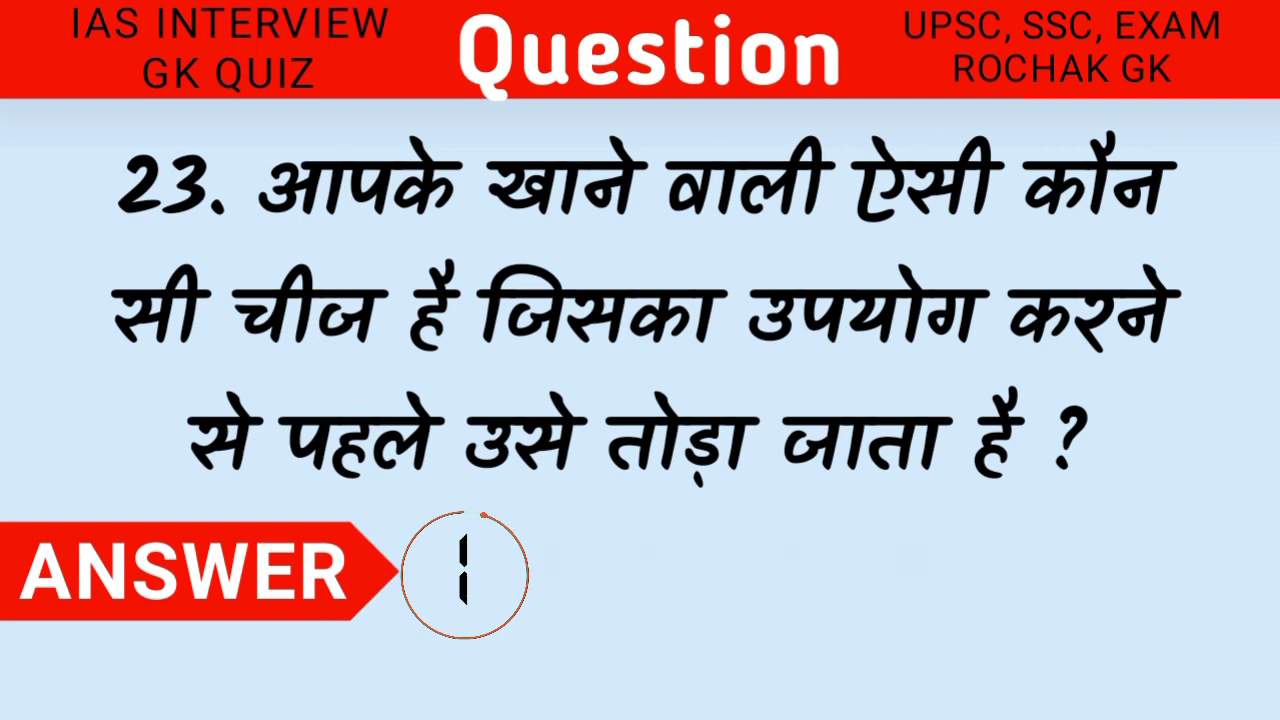 IAS INTERVIEW
GK QUIZ
Question
UPSC, SSC, EXAM
ROCHAK GK
23. आपके खाने वाली ऐसी कौन
सी चीज है जिसका उपयोग करने
से पहले उसे तोड़ा जाता है ?
ANSWER
1